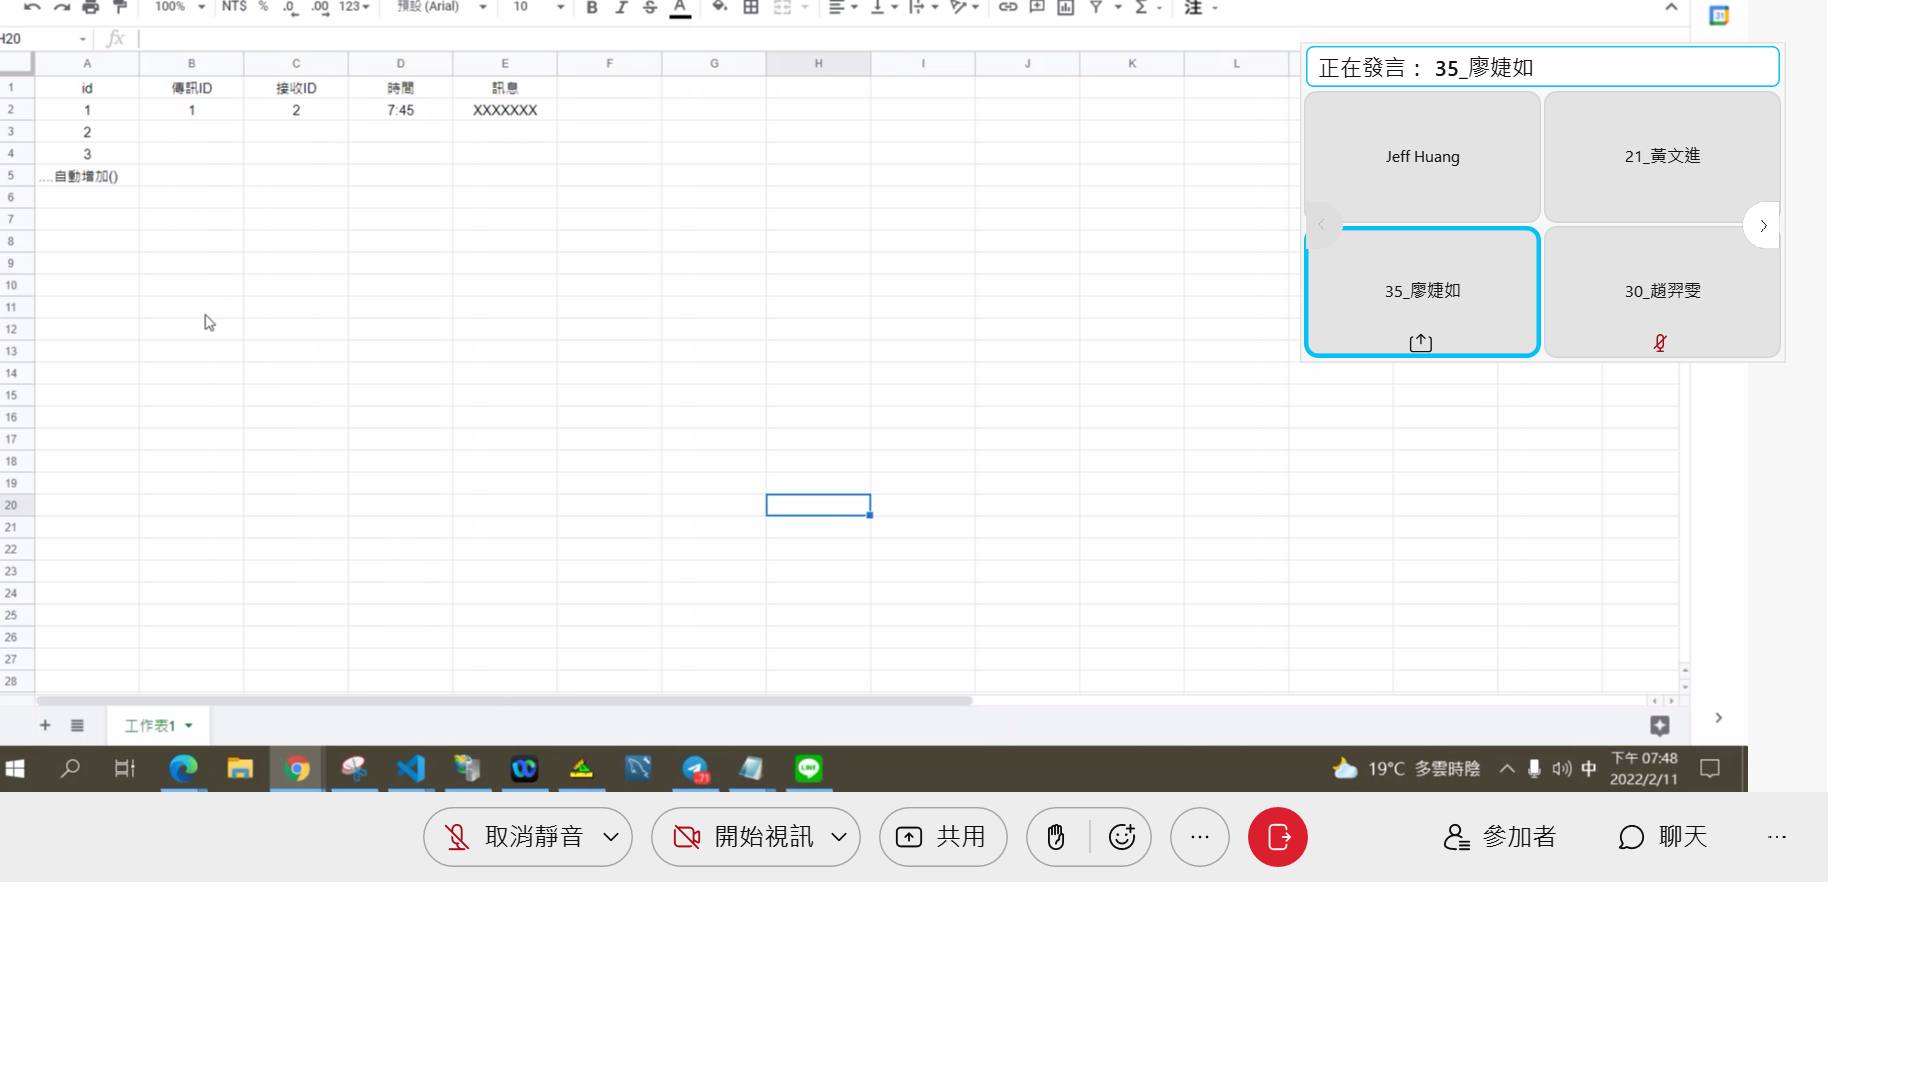 100% NT$ % .0 .00 123 預設 (Arial) 10 B I S A Σ 注
31
H20 fx
A B C D E F G H I J K L
1 id 傳訊ID 接收ID 時間 訊息
2 1 1 2 7:45 XXXXXXX
3 2
4 3
5 ....自動增加()
6
7
8
9
10
11
12
13
14
15
16
17
18
19
20
21
22
23
24
25
26
27
28
正在發言： 35_廖婕如
Jeff Huang
21_黃文進
35_廖婕如
30_趙羿雯
工作表1
19°C 多雲時陰 中 下午 07:48
2022/2/11
取消靜音 開始視訊 共用 參加者 聊天